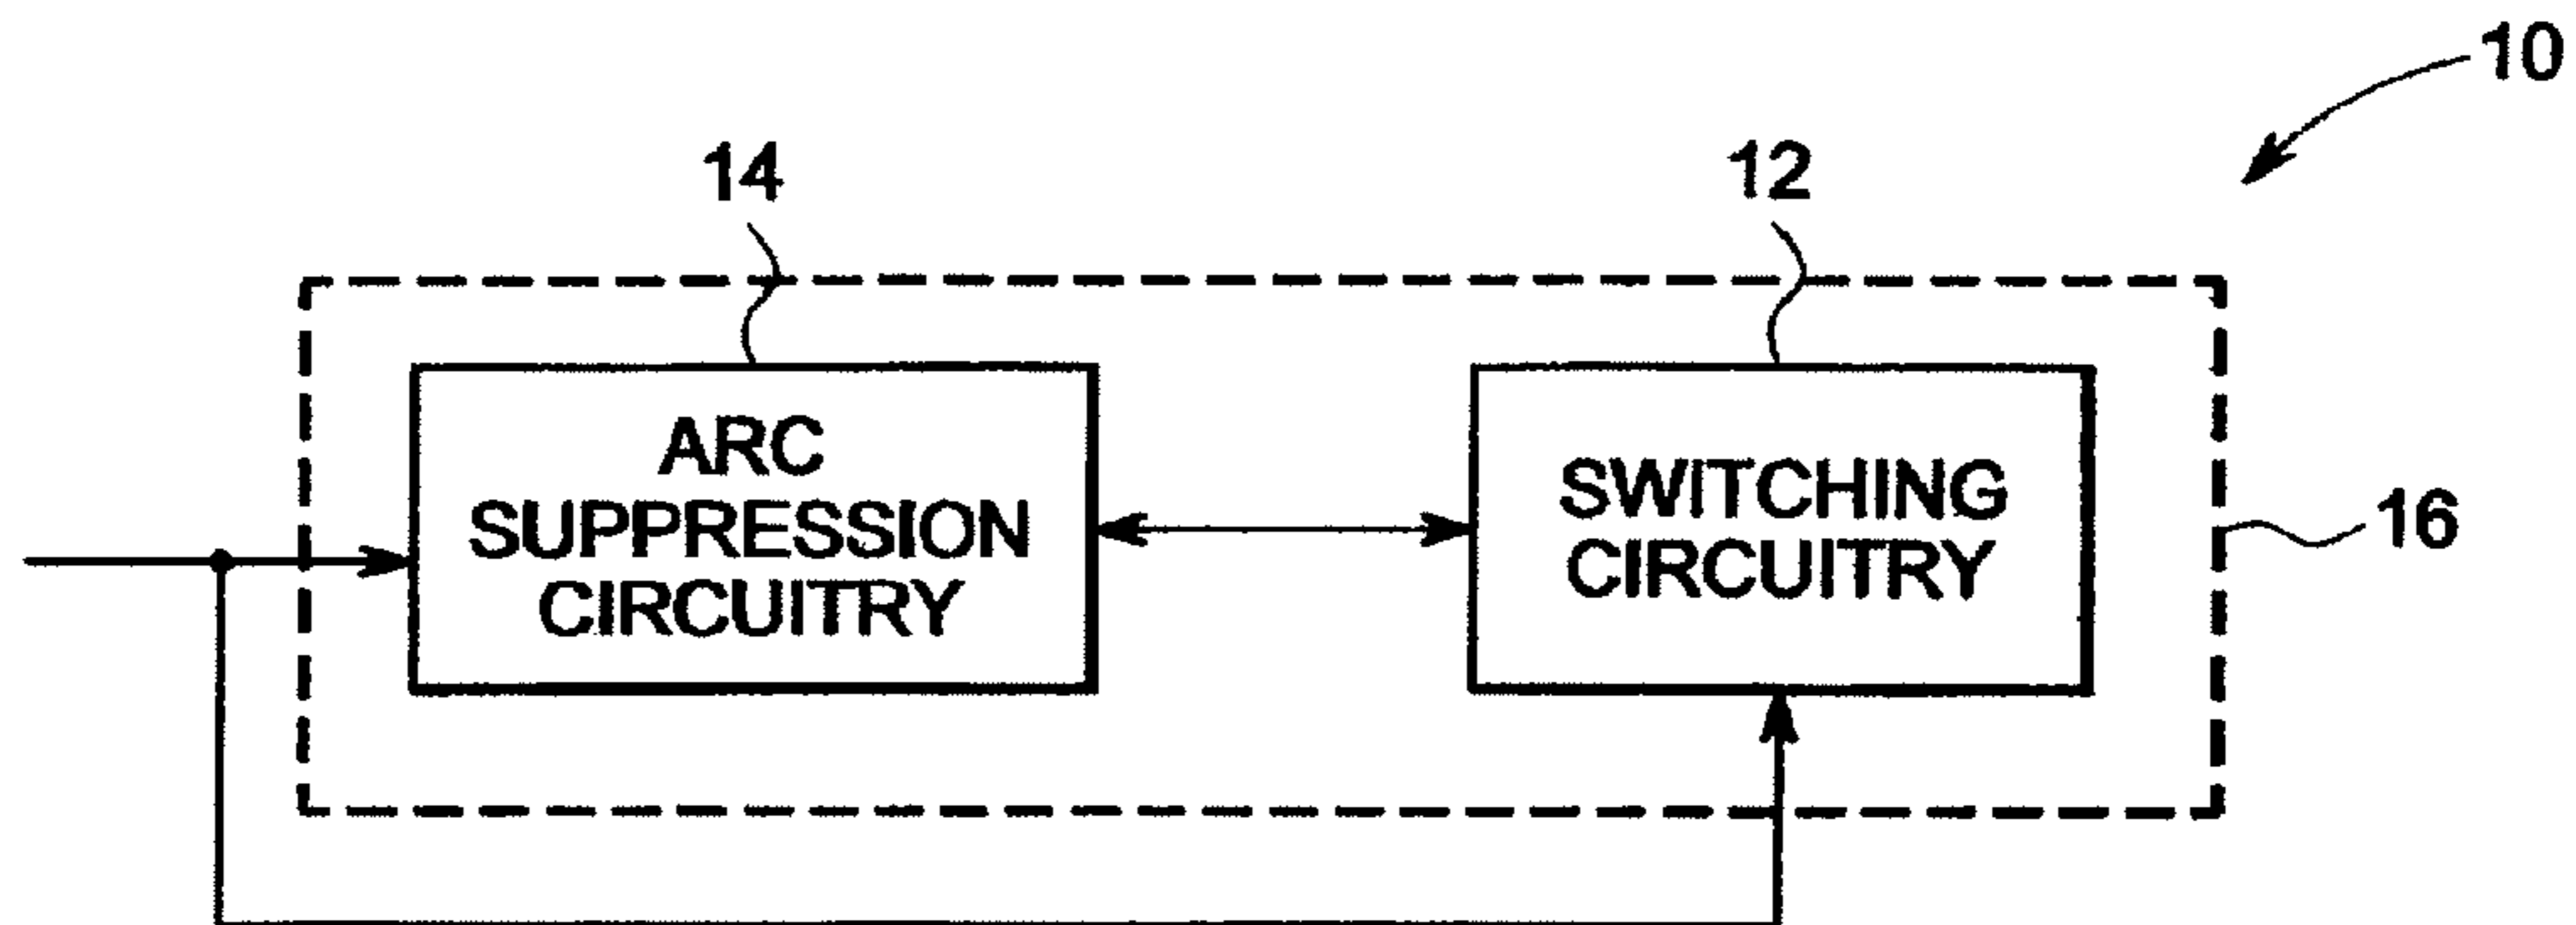 10
14
12
ARC
SUPPRESSION
CIRCUITRY
SWITCHING
CIRCUITRY
16